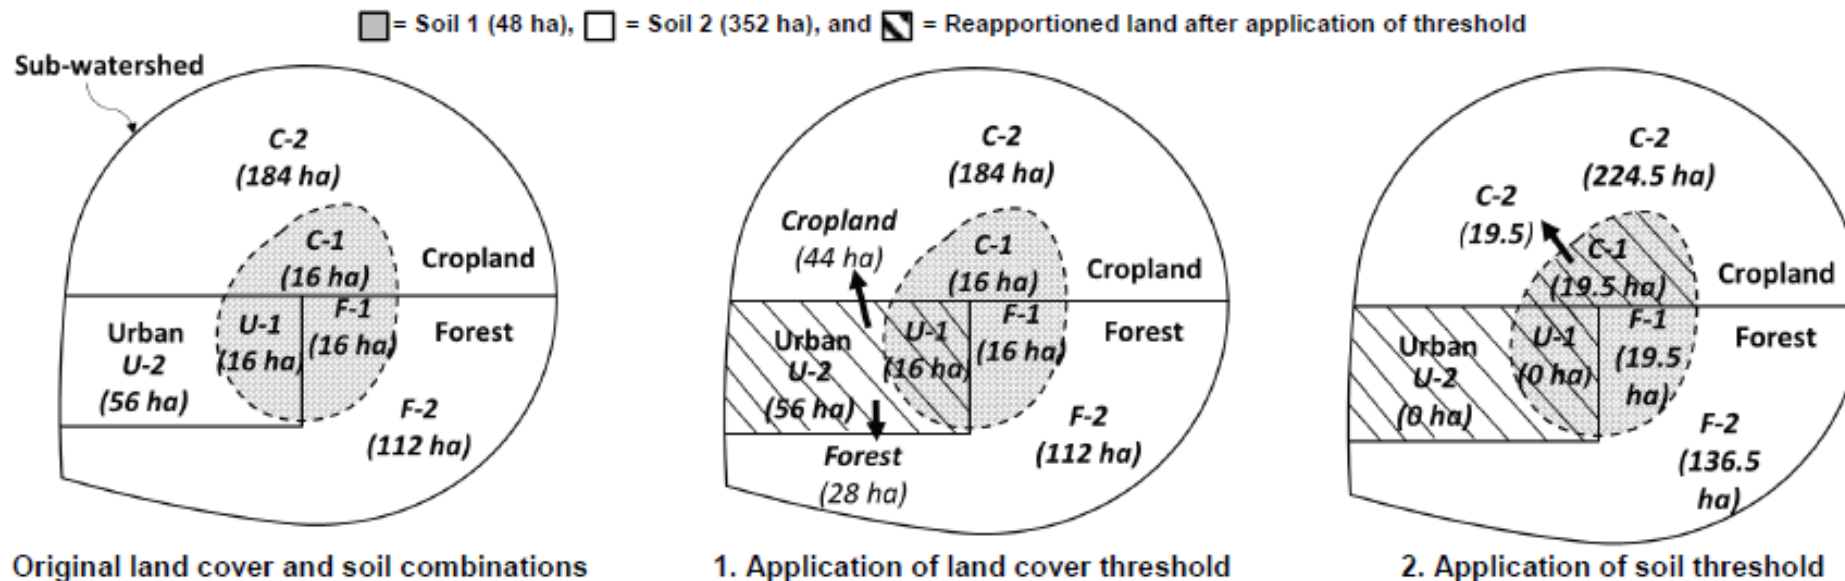 = Soil 1 (48 ha), = Soil 2 (352 ha), and = Reapportioned land after application of threshold
Sub-watershed
C-2
(184 ha)
C-1
(16 ha)
Cropland
Urban
U-2
(56 ha)
U-1
(16 ha)
F-1
(16 ha)
Forest
F-2
(112 ha)
Original land cover and soil combinations
C-2
(184 ha)
Cropland
(44 ha)
C-1
(16 ha)
Cropland
Urban
U-2
(56 ha)
U-1
(16 ha)
F-1
(16 ha)
Forest
F-2
(112 ha)
Forest
(28 ha)
1. Application of land cover threshold
C-2
(224.5 ha)
C-2
(19.5)
C-1
(19.5 ha)
Cropland
Urban
U-2
(0 ha)
U-1
(0 ha)
F-1
(19.5
ha)
Forest
F-2
(136.5
ha)
2. Application of soil threshold